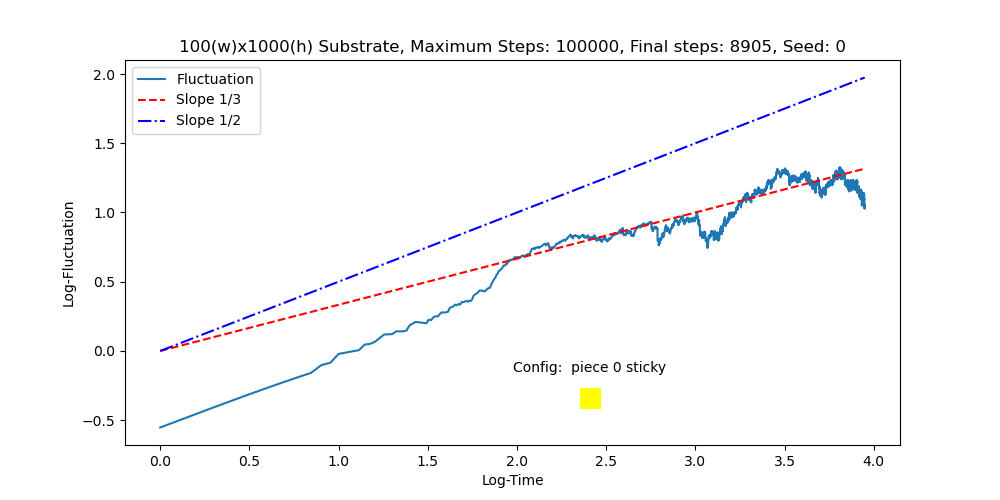 100(w)x1000(h) Substrate, Maximum Steps: 100000, Final steps: 8905, Seed: 0
Fluctuation
Slope 1/3
Slope 1/2
2.0
1.5
1.0
0.5
0.0
−0.5
Log-Fluctuation
Config:  piece 0 sticky
0.0 0.5 1.0 1.5 2.0 2.5 3.0 3.5 4.0
Log-Time